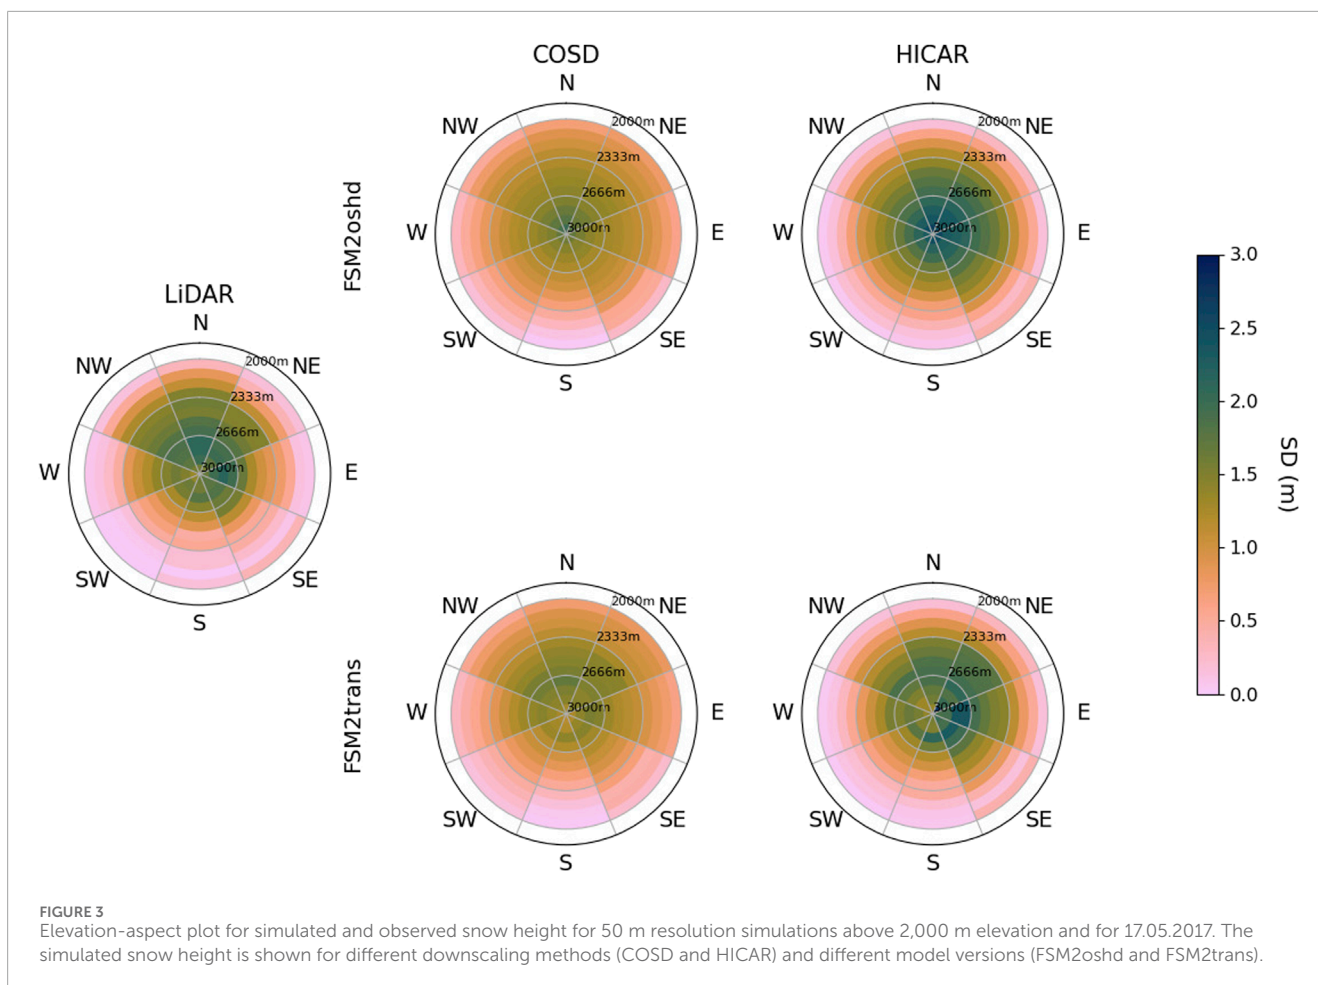 COSD
N
NW
NE
2000m
2333m
2666m
3000m
W
E
SW
SE
S
HICAR
N
NW
NE
2000m
2333m
2666m
3000m
W
E
SW
SE
S
FSM2oshd
LiDAR
N
NW
NE
2000m
2333m
2666m
3000m
W
E
SW
SE
S
FSM2trans
N
NW
NE
2000m
2333m
2666m
3000m
W
E
SW
SE
S
N
NW
NE
2000m
2333m
2666m
3000m
W
E
SW
SE
S
3.0
2.5
2.0
1.5
1.0
0.5
0.0
SD (m)
FIGURE 3
Elevation-aspect plot for simulated and observed snow height for 50 m resolution simulations above 2,000 m elevation and for 17.05.2017. The
simulated snow height is shown for different downscaling methods (COSD and HICAR) and different model versions (FSM2oshd and FSM2trans).